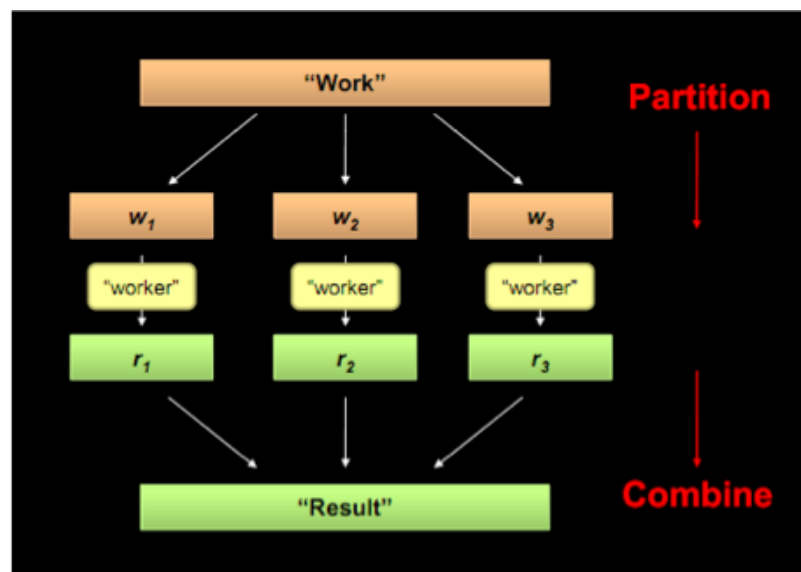 “Work”
Partition
w1 w2 w3
“worker” “worker” “worker”
r1 r2 r3
“Result”
Combine